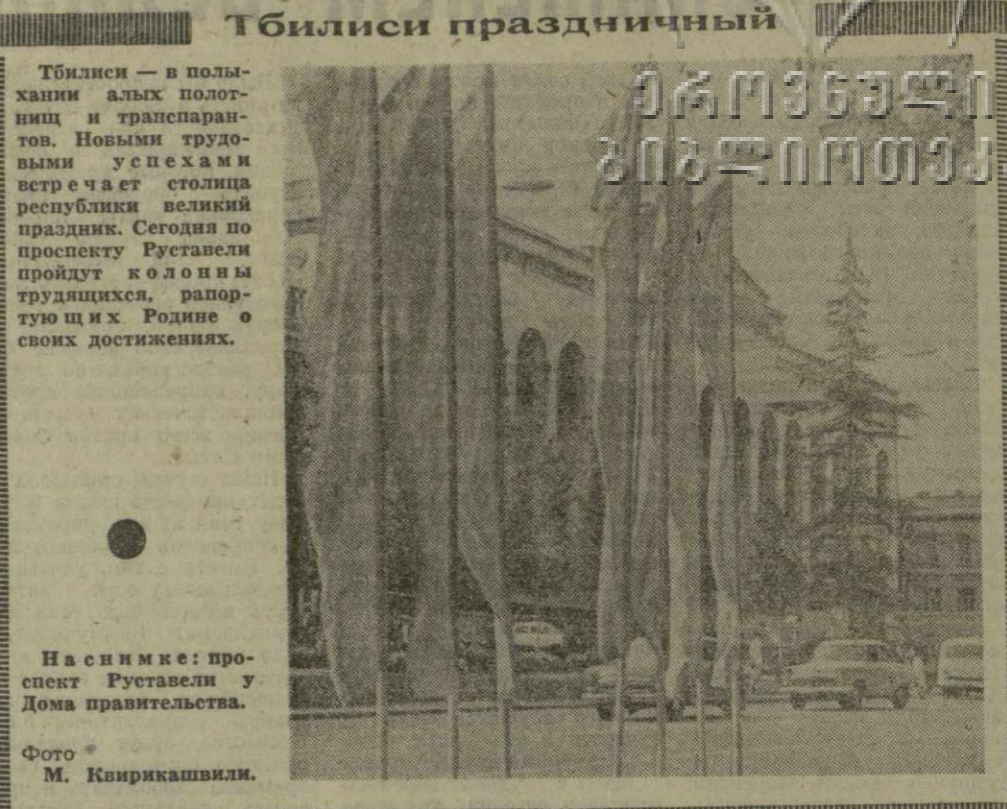 Тбилиси праздничный
Тбилиси — в полы-
хании алых полот-
нищ и транспаран-
тов. Новыми трудо-
выми успехами
встречает столица
республики великий
праздник. Сегодня по
проспекту Руставели
пройдут колонны
трудящихся, рапор-
тующих Родине о
своих достижениях.
На снимке: про-
спект Руставели у
Дома правительства.
Фото
М. Квирикашвили.
ეროვნული
ბიბლიოთეკ